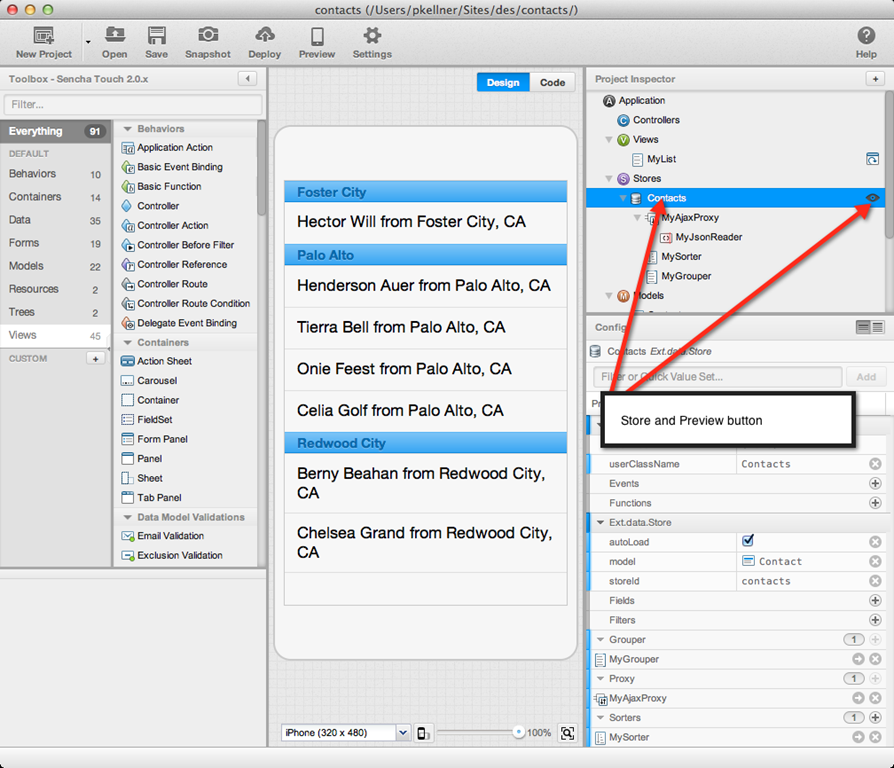 contacts (/Users/pkellner/Sites/des/contacts/)
New Project
Open
Save
Snapshot
Deploy
Preview
Settings
Help
Toolbox - Sencha Touch 2.0.x
Filter...
Everything 91
DEFAULT
Behaviors 10
Containers 14
Data 35
Forms 19
Models 22
Resources 2
Trees 2
Views 45
CUSTOM +
Behaviors
Application Action
Basic Event Binding
Basic Function
Controller
Controller Action
Controller Before Filter
Controller Reference
Controller Route
Controller Route Condition
Delegate Event Binding
Containers
Action Sheet
Carousel
Container
FieldSet
Form Panel
Panel
Sheet
Tab Panel
Data Model Validations
Email Validation
Exclusion Validation
Design
Code
Foster City
Hector Will from Foster City, CA
Palo Alto
Henderson Auer from Palo Alto, CA
Tierra Bell from Palo Alto, CA
Onie Feest from Palo Alto, CA
Celia Golf from Palo Alto, CA
Redwood City
Berny Beahan from Redwood City,
CA
Chelsea Grand from Redwood City,
CA
iPhone (320 x 480)
100%
Project Inspector
+
A Application
C Controllers
V Views
MyList
S Stores
Contacts
MyAjaxProxy
MyJsonReader
MySorter
MyGrouper
M Models
Config
Contacts Ext.data.Store
Filter or Quick Value Set...
Add
Store and Preview button
userClassName Contacts
Events
Functions
Ext.data.Store
autoLoad
model Contact
storeId contacts
Fields
Filters
Grouper 1
MyGrouper
Proxy 1
MyAjaxProxy
Sorters 1
MySorter